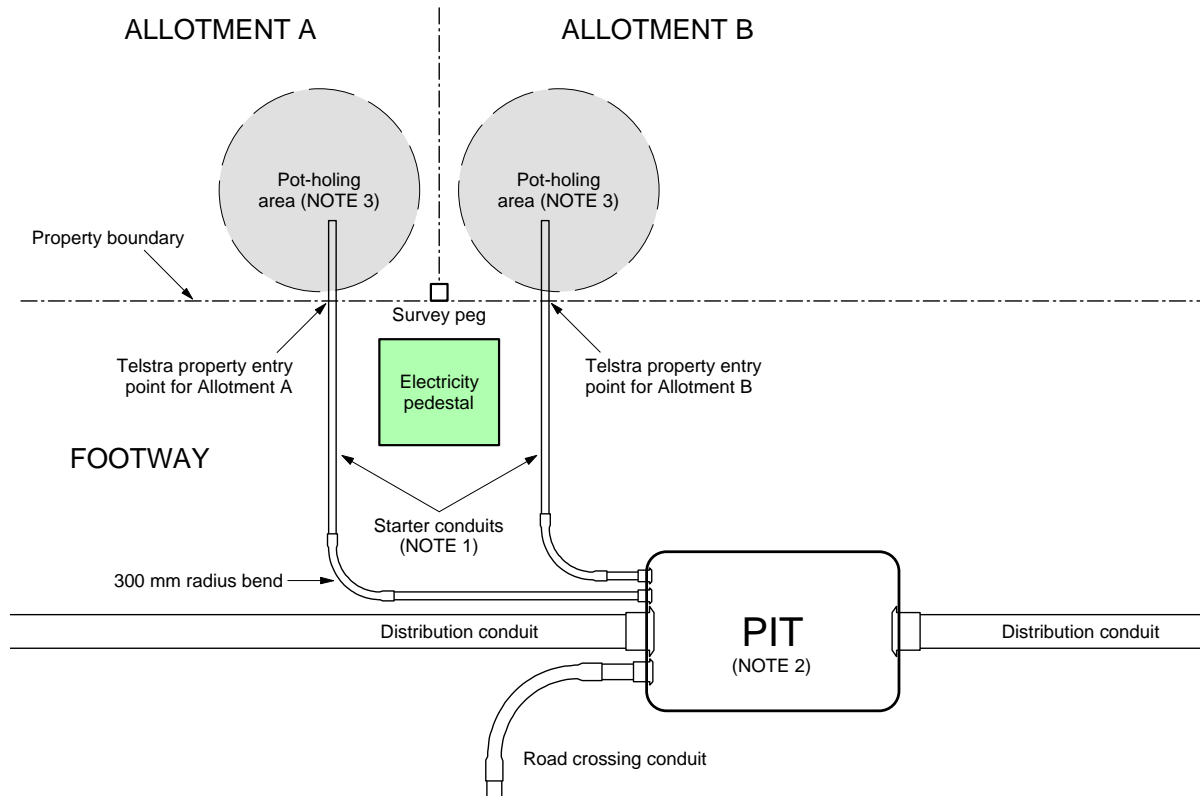 ALLOTMENT A
ALLOTMENT B
Pot-holing
area (NOTE 3)
Pot-holing
area (NOTE 3)
Property boundary
Survey peg
Telstra property entry
point for Allotment A
Electricity
pedestal
Telstra property entry
point for Allotment B
FOOTWAY
Starter conduits
(NOTE 1)
300 mm radius bend
Distribution conduit
PIT
(NOTE 2)
Distribution conduit
Road crossing conduit